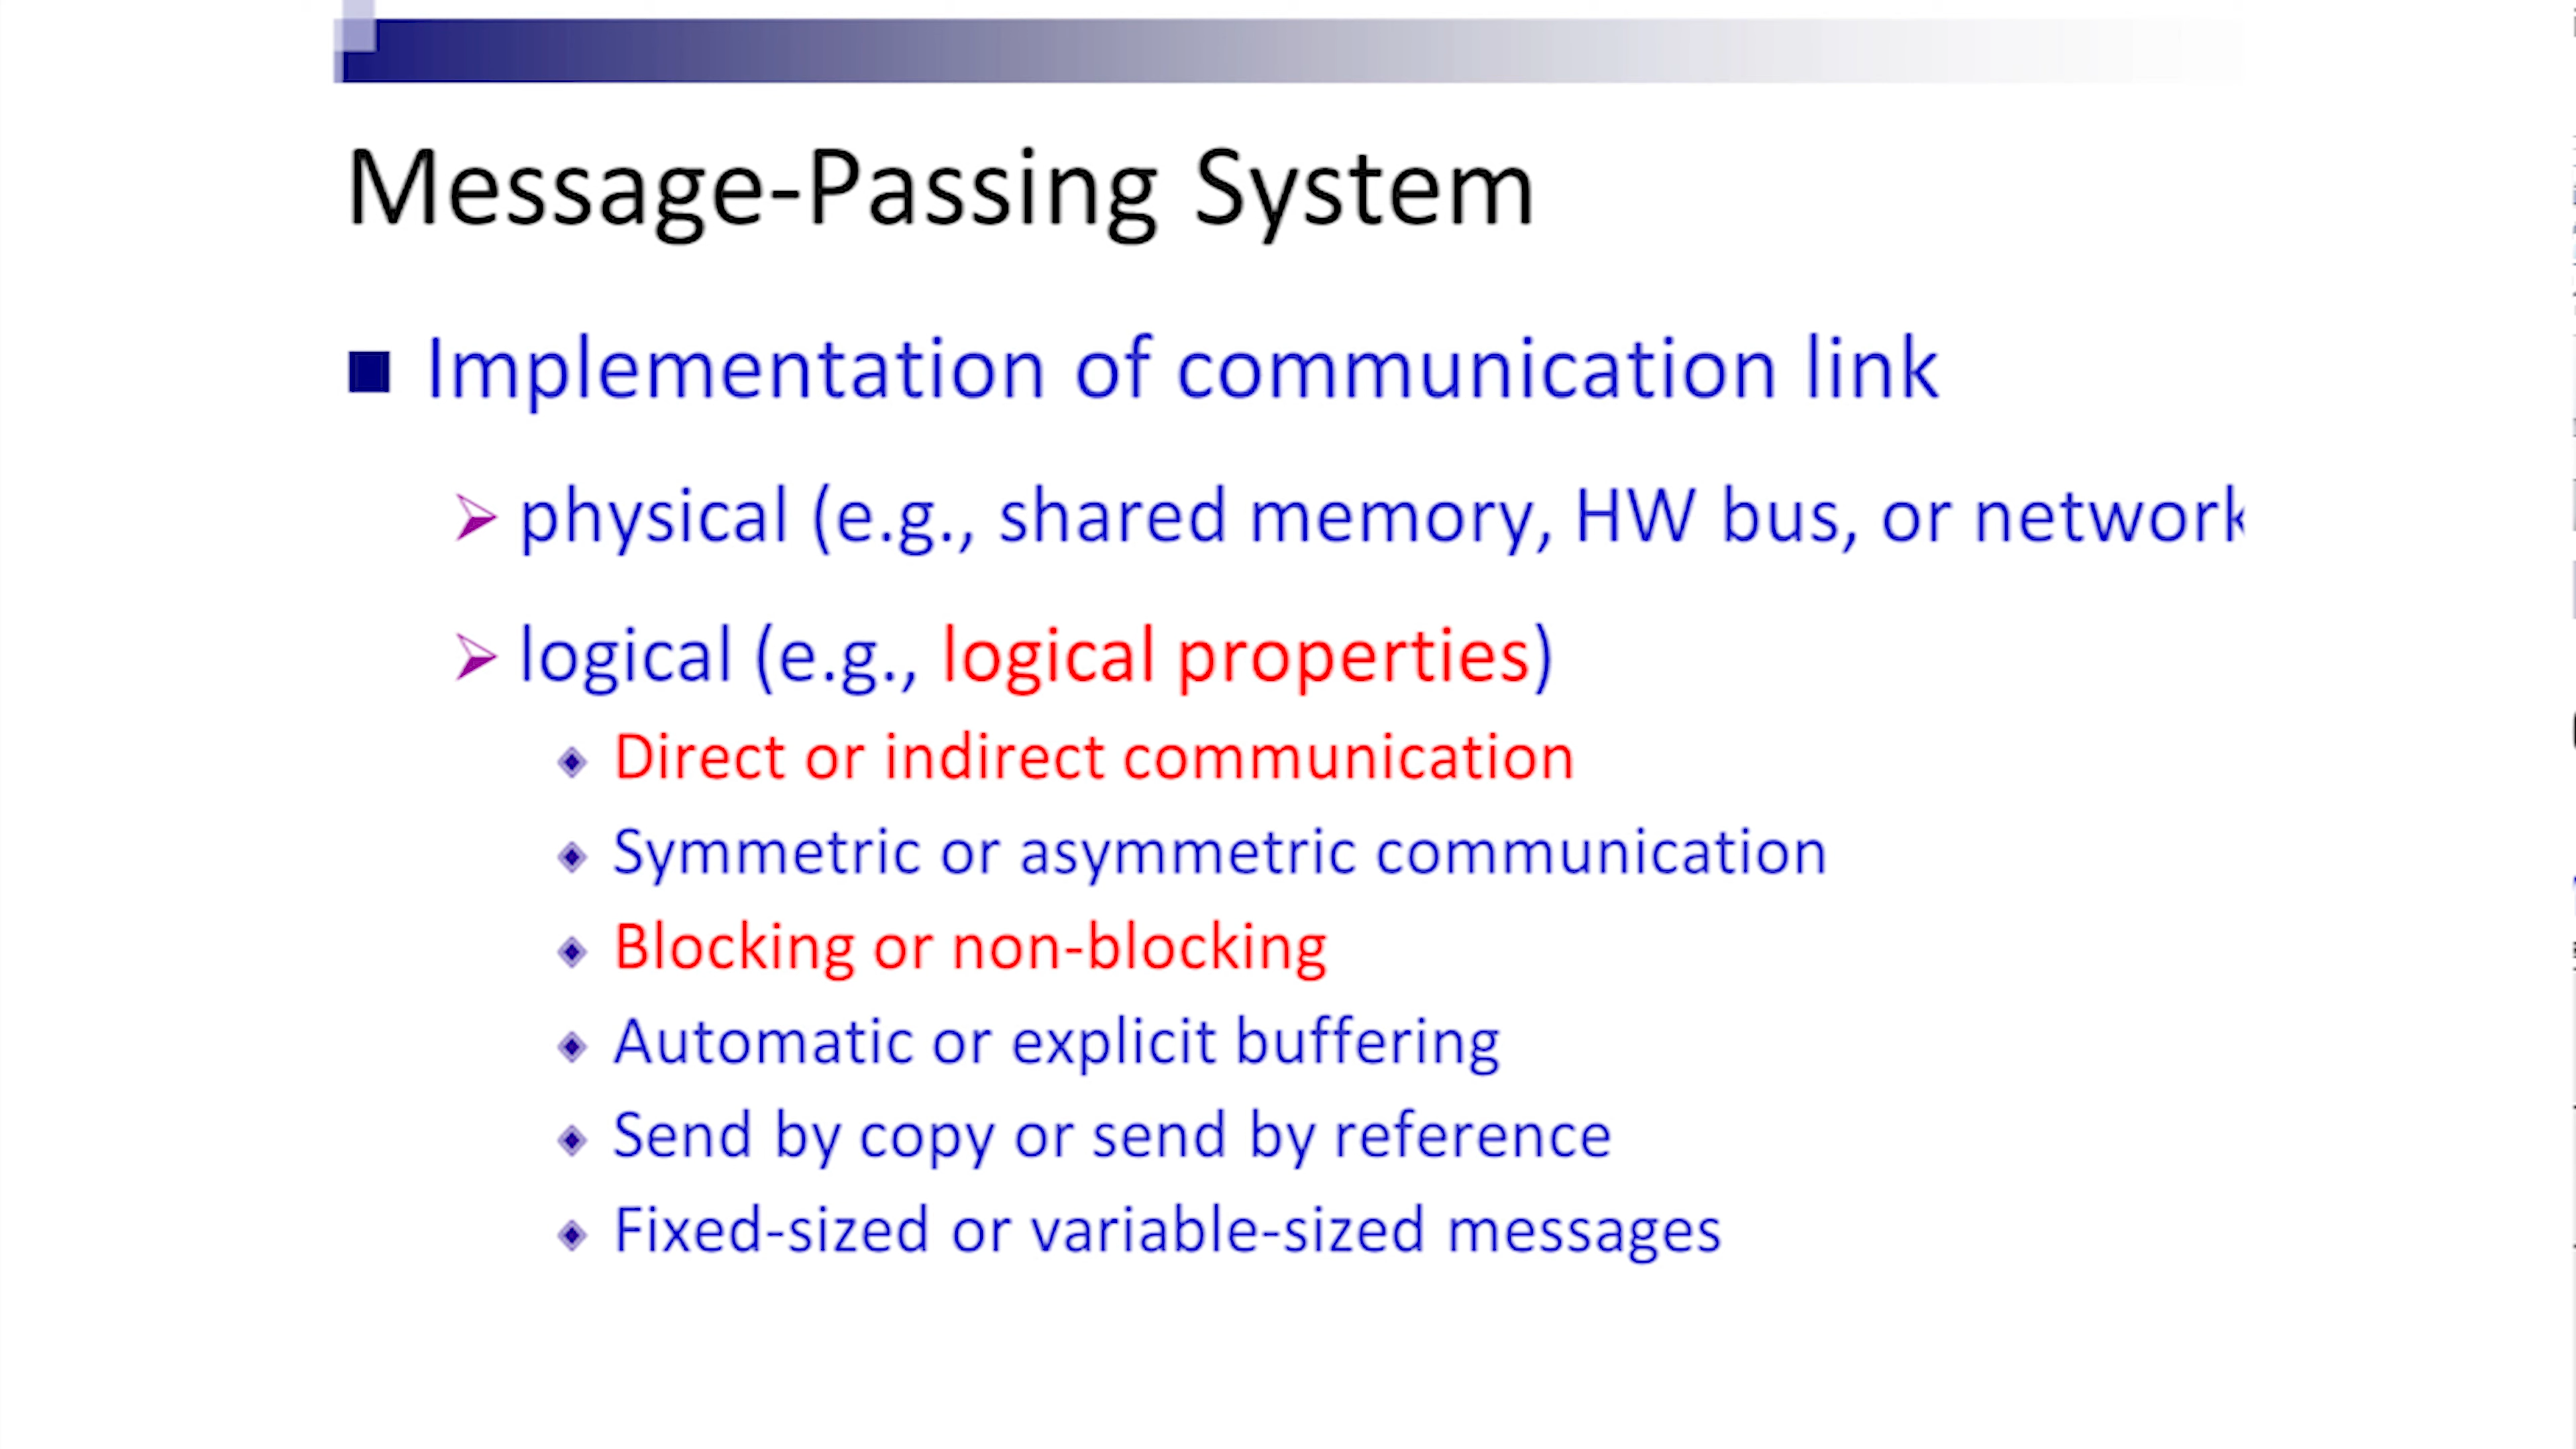 Message-Passing System
Implementation of communication link
physical (e.g., shared memory, HW bus, or network
logical (e.g., logical properties)
Direct or indirect communication
Symmetric or asymmetric communication
Blocking or non-blocking
Automatic or explicit buffering
Send by copy or send by reference
Fixed-sized or variable-sized messages